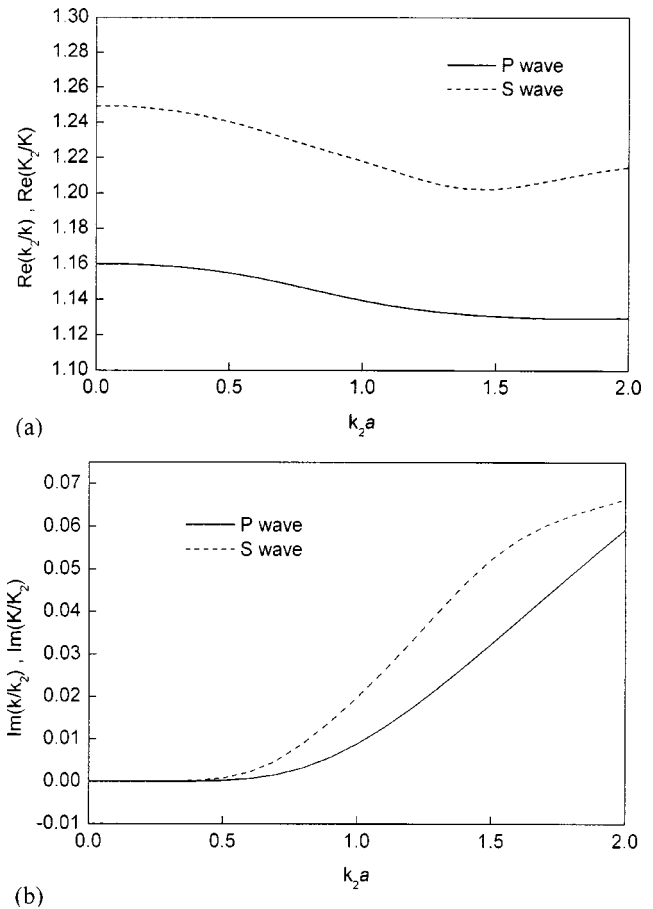 1.30
1.28
1.26
1.24
1.22
1.20
1.18
1.16
1.14
1.12
1.10
Re(k₂/k) , Re(K₂/K)
P wave
S wave
0.0 0.5 1.0 1.5 2.0
k₂a
(a)
0.07
0.06
0.05
0.04
0.03
0.02
0.01
0.00
-0.01
Im(k/k₂) , Im(K/K₂)
P wave
S wave
0.0 0.5 1.0 1.5 2.0
k₂a
(b)